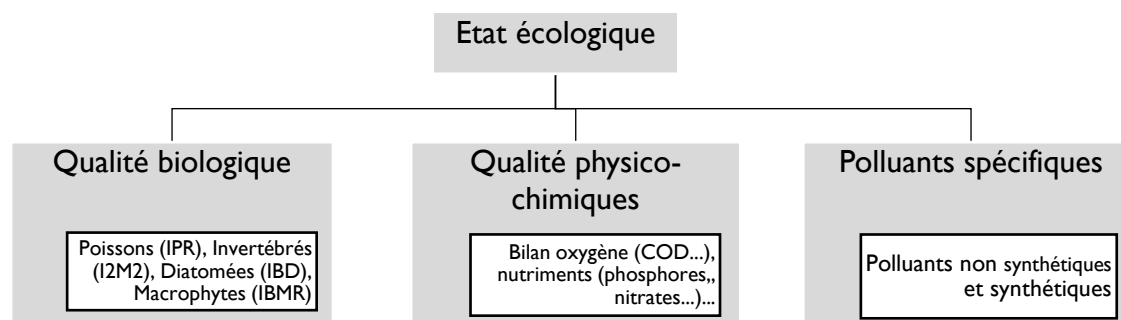 Etat écologique
Qualité biologique
Poissons (IPR), Invertébrés
(I2M2), Diatomées (IBD),
Macrophytes (IBMR)
Qualité physico-
chimiques
Bilan oxygène (COD...),
nutriments (phosphores,,
nitrates...)...
Polluants spécifiques
Polluants non synthétiques
et synthétiques